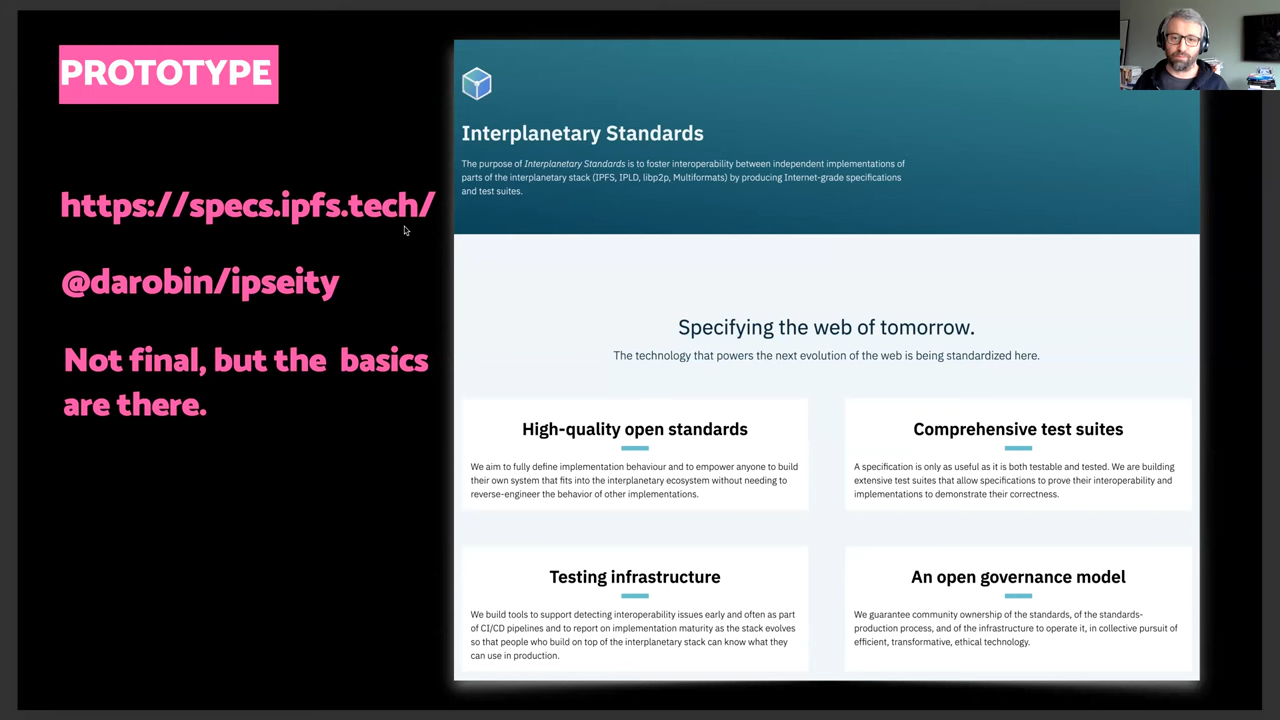 PROTOTYPE
https://specs.ipfs.tech/
@darobin/ipseity
Not final, but the basics
are there.
Interplanetary Standards
The purpose of Interplanetary Standards is to foster interoperability between independent implementations of
parts of the interplanetary stack (IPFS, IPLD, libp2p, Multiformats) by producing Internet-grade specifications
and test suites.
Specifying the web of tomorrow.
The technology that powers the next evolution of the web is being standardized here.
High-quality open standards
We aim to fully define implementation behaviour and to empower anyone to build
their own system that fits into the interplanetary ecosystem without needing to
reverse-engineer the behavior of other implementations.
Comprehensive test suites
A specification is only as useful as it is both testable and tested. We are building
extensive test suites that allow specifications to prove their interoperability and
implementations to demonstrate their correctness.
Testing infrastructure
We build tools to support detecting interoperability issues early and often as part
of CI/CD pipelines and to report on implementation maturity as the stack evolves
so that people who build on top of the interplanetary stack can know what they
can use in production.
An open governance model
We guarantee community ownership of the standards, of the standards-
production process, and of the infrastructure to operate it, in collective pursuit of
efficient, transformative, ethical technology.